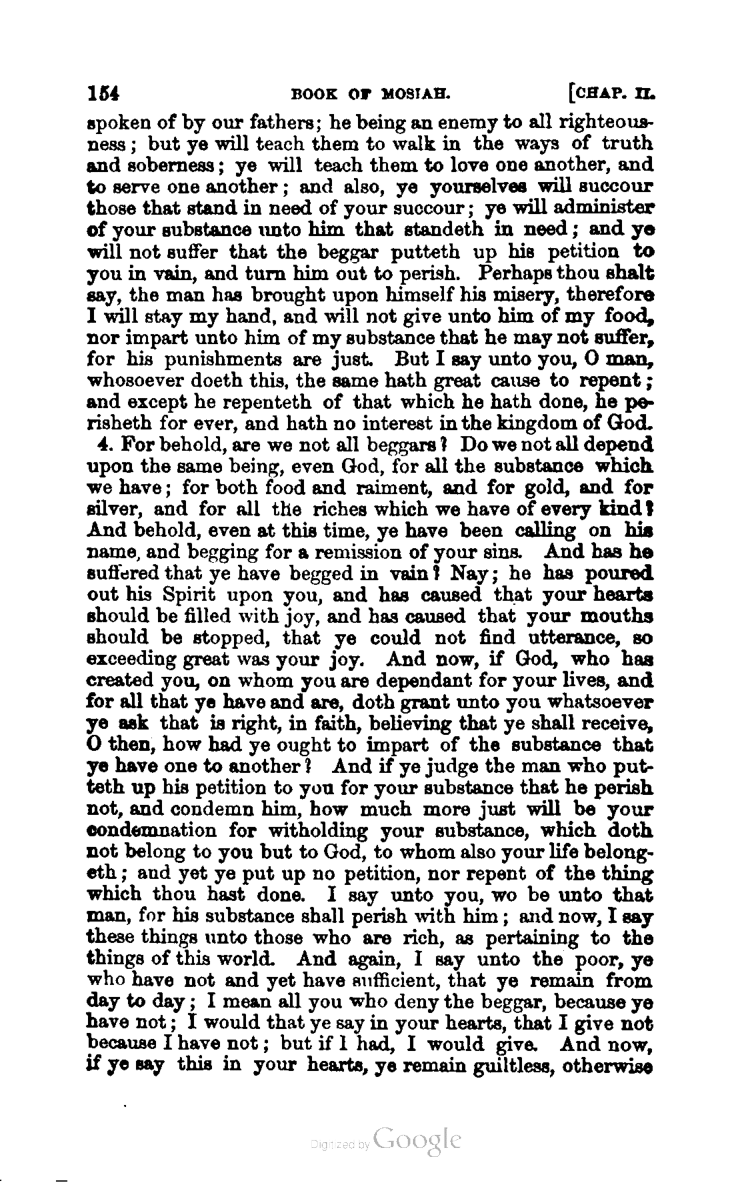 154 BOOK OF MOSIAH. [CHAP. II.
spoken of by our fathers; he being an enemy to all righteous-
ness; but ye will teach them to walk in the ways of truth
and soberness; ye will teach them to love one another, and
to serve one another; and also, ye yourselves will succour
those that stand in need of your succour; ye will administer
of your substance unto him that standeth in need; and ye
will not suffer that the beggar putteth up his petition to
you in vain, and turn him out to perish. Perhaps thou shalt
say, the man has brought upon himself his misery, therefore
I will stay my hand, and will not give unto him of my food,
nor impart unto him of my substance that he may not suffer,
for his punishments are just. But I say unto you, O man,
whosoever doeth this, the same hath great cause to repent;
and except he repenteth of that which he hath done, he pe-
risheth for ever, and hath no interest in the kingdom of God.
4. For behold, are we not all beggars? Do we not all depend
upon the same being, even God, for all the substance which
we have; for both food and raiment, and for gold, and for
silver, and for all the riches which we have of every kind?
And behold, even at this time, ye have been calling on his
name, and begging for a remission of your sins. And has he
suffered that ye have begged in vain? Nay; he has poured
out his Spirit upon you, and has caused that your hearts
should be filled with joy, and has caused that your mouths
should be stopped, that ye could not find utterance, so
exceeding great was your joy. And now, if God, who has
created you, on whom you are dependant for your lives, and
for all that ye have and are, doth grant unto you whatsoever
ye ask that is right, in faith, believing that ye shall receive,
O then, how had ye ought to impart of the substance that
ye have one to another? And if ye judge the man who put-
teth up his petition to you for your substance that he perish
not, and condemn him, how much more just will be your
condemnation for witholding your substance, which doth
not belong to you but to God, to whom also your life belong-
eth; and yet ye put up no petition, nor repent of the thing
which thou hast done. I say unto you, wo be unto that
man, for his substance shall perish with him; and now, I say
these things unto those who are rich, as pertaining to the
things of this world. And again, I say unto the poor, ye
who have not and yet have sufficient, that ye remain from
day to day; I mean all you who deny the beggar, because ye
have not; I would that ye say in your hearts, that I give not
because I have not; but if I had, I would give. And now,
if ye say this in your hearts, ye remain guiltless, otherwise
Digitized by Google